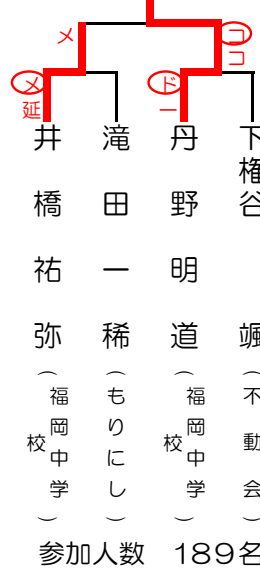 メ
コ
コ
メ
延
ド
一
井橋祐弥（福岡中学校）
滝田一稀（もりにし）
丹野明道（福岡中学校）
下権谷颯（不動会）
参加人数　189名